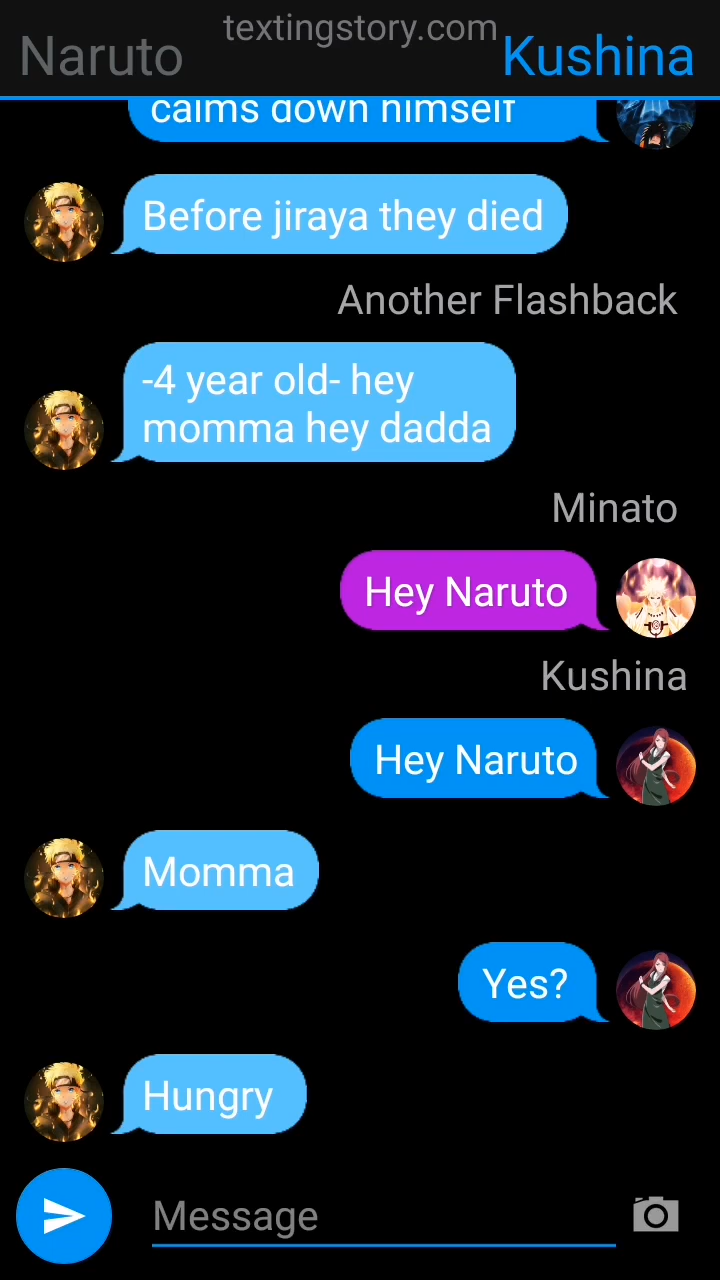 textingstory.com
Naruto
Kushina
calms down himself
Before jiraya they died
Another Flashback
-4 year old- hey
momma hey dadda
Minato
Hey Naruto
Kushina
Hey Naruto
Momma
Yes?
Hungry
Message